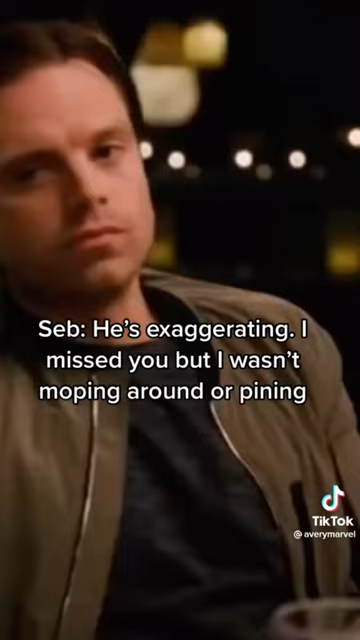 Seb: He’s exaggerating. I
missed you but I wasn’t
moping around or pining
TikTok
@averymarvel